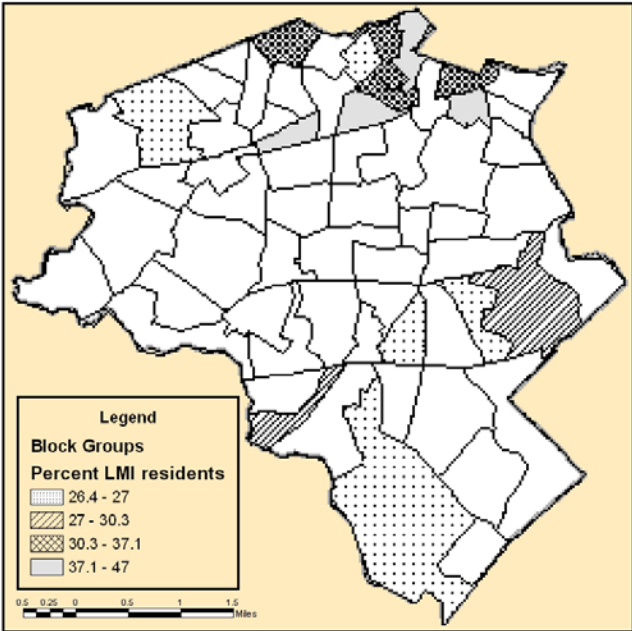 Legend
Block Groups
Percent LMI residents
26.4 - 27
27 - 30.3
30.3 - 37.1
37.1 - 47
0.5 0.25 0 0.5 1 1.5
Miles